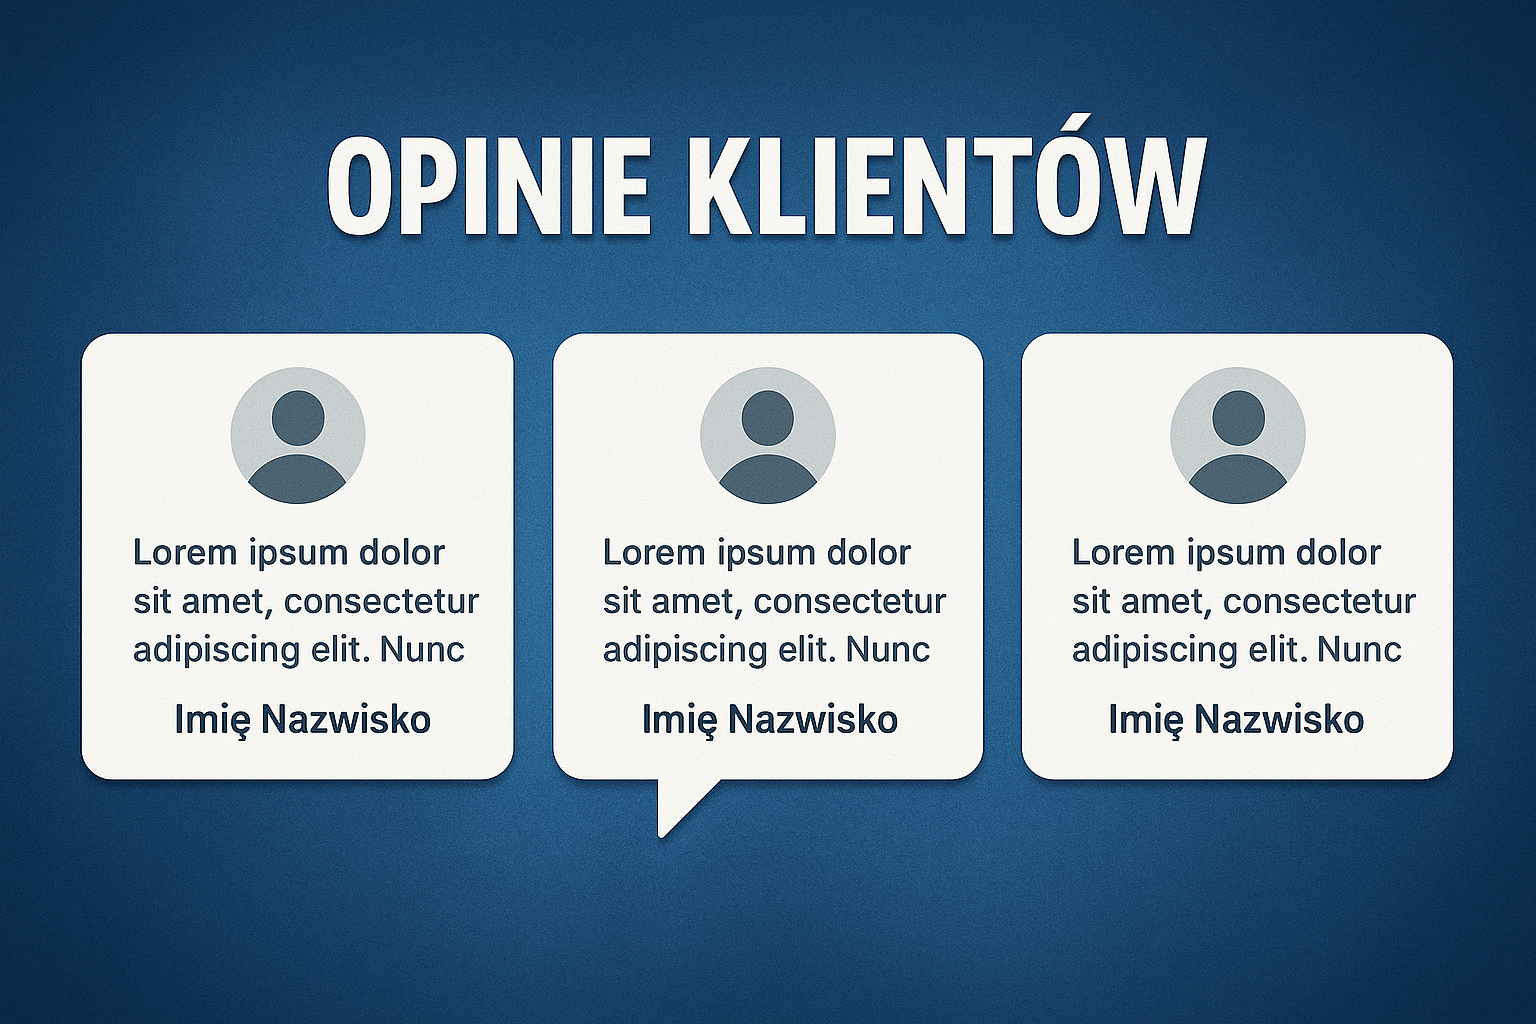 OPINIE KLIENTÓW
Lorem ipsum dolor
sit amet, consectetur
adipiscing elit. Nunc
Imię Nazwisko
Lorem ipsum dolor
sit amet, consectetur
adipiscing elit. Nunc
Imię Nazwisko
Lorem ipsum dolor
sit amet, consectetur
adipiscing elit. Nunc
Imię Nazwisko